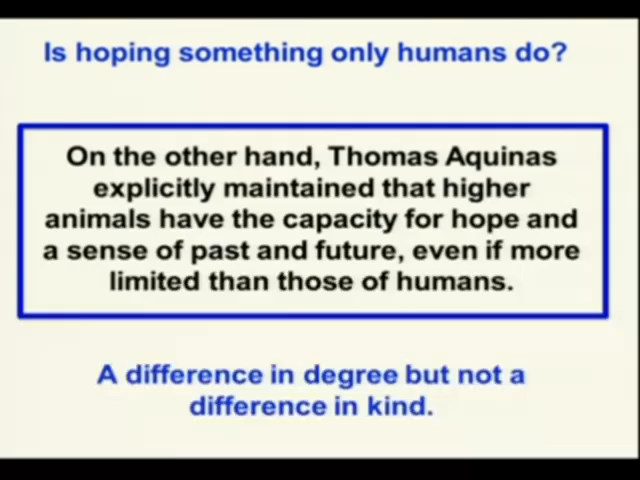 Is hoping something only humans do?
On the other hand, Thomas Aquinas
explicitly maintained that higher
animals have the capacity for hope and
a sense of past and future, even if more
limited than those of humans.
A difference in degree but not a
difference in kind.